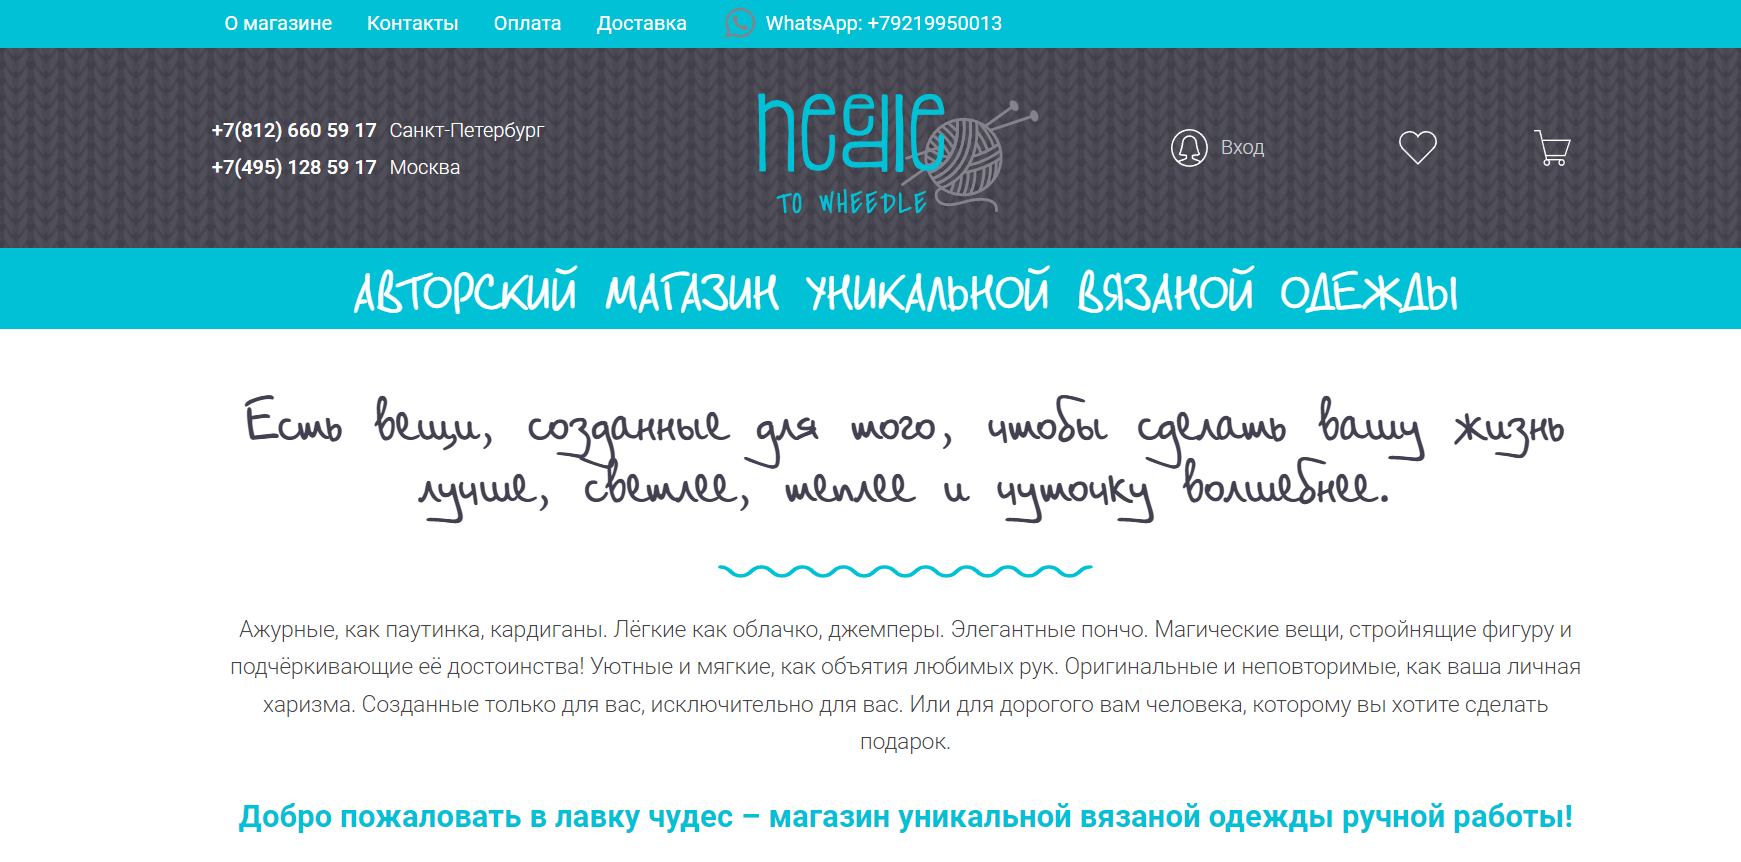 О магазине Контакты Оплата Доставка WhatsApp: +79219950013
+7(812) 660 59 17 Санкт-Петербург
+7(495) 128 59 17 Москва
needle
TO WHEEDLE
Вход
АВТОРСКИЙ МАГАЗИН УНИКАЛЬНОЙ ВЯЗАНОЙ ОДЕЖДЫ
Есть вещи, созданные для того, чтобы сделать вашу жизнь
лучше, светлее, теплее и чуточку волшебнее.
Ажурные, как паутинка, кардиганы. Лёгкие как облачко, джемперы. Элегантные пончо. Магические вещи, стройнящие фигуру и
подчёркивающие её достоинства! Уютные и мягкие, как объятия любимых рук. Оригинальные и неповторимые, как ваша личная
харизма. Созданные только для вас, исключительно для вас. Или для дорогого вам человека, которому вы хотите сделать
подарок.
Добро пожаловать в лавку чудес – магазин уникальной вязаной одежды ручной работы!